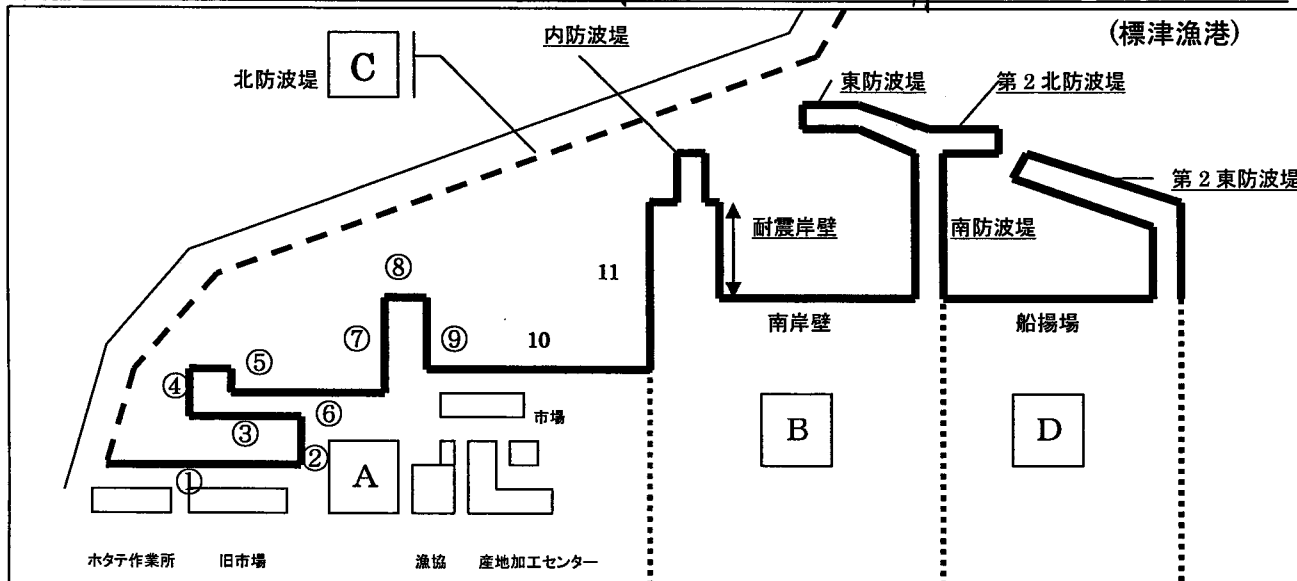 (標津漁港)
内防波堤
北防波堤
C
東防波堤
第2北防波堤
第2東防波堤
耐震岸壁
南防波堤
⑧
11
⑦
⑨
10
南岸壁
船揚場
⑤
④
⑥
③
②
①
市場
A
B
D
ホタテ作業所
旧市場
漁協
産地加工センター